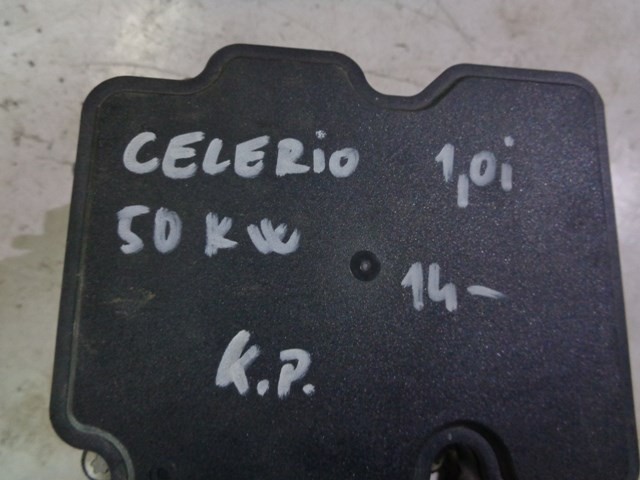 CELERiO 1,0i
50 KW
14-
K.P.